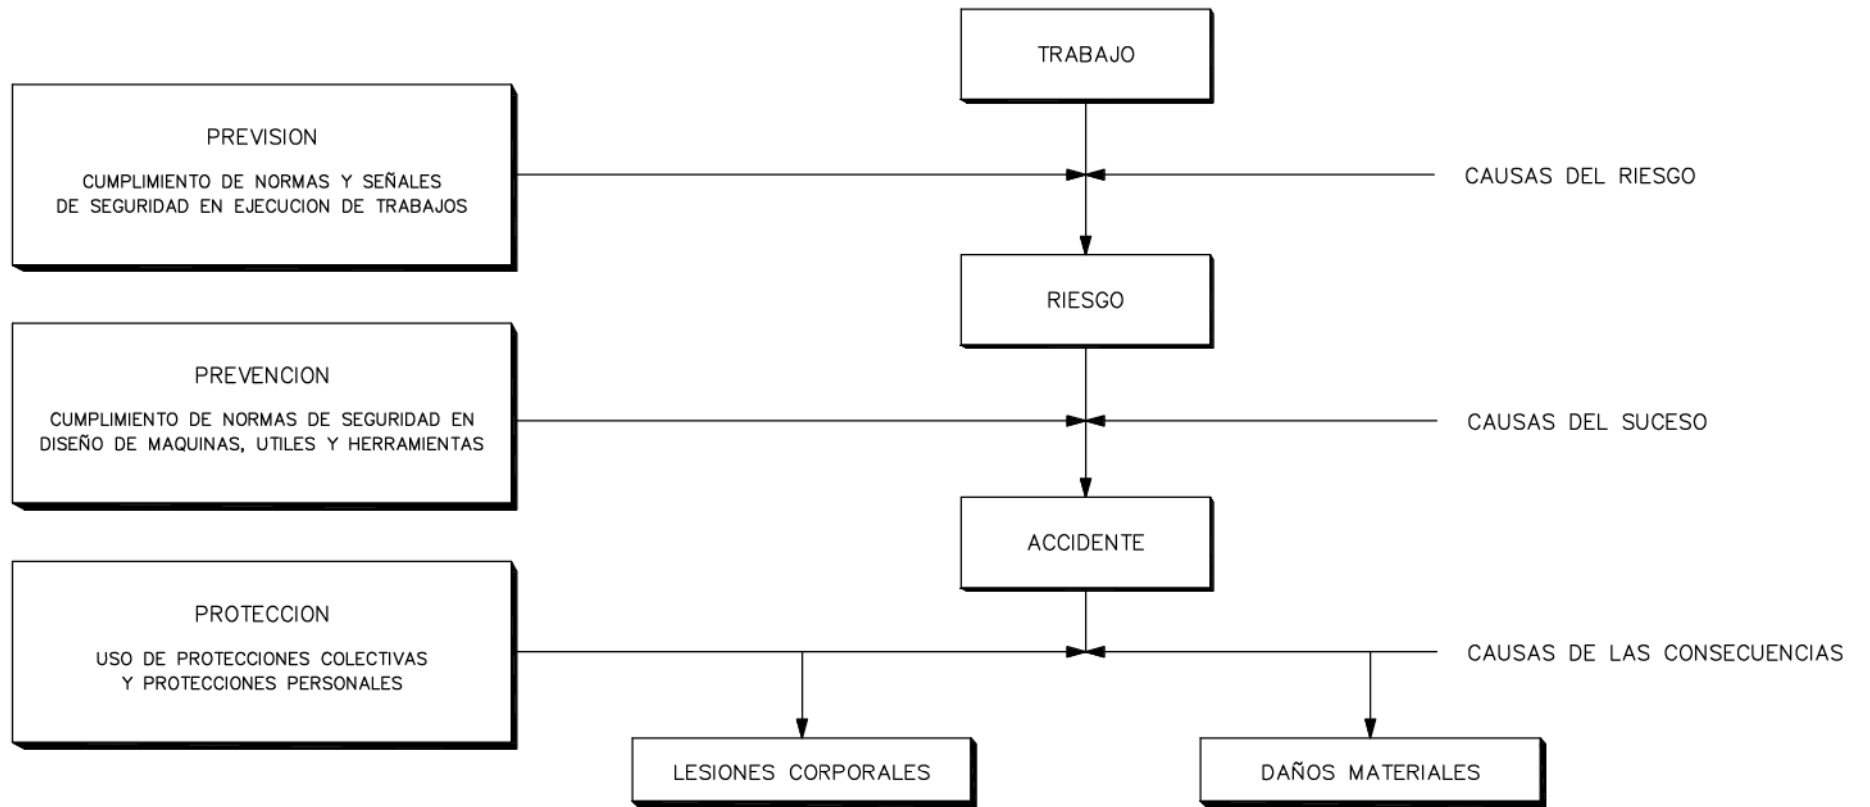 TRABAJO
PREVISION
CUMPLIMIENTO DE NORMAS Y SEÑALES
DE SEGURIDAD EN EJECUCION DE TRABAJOS
CAUSAS DEL RIESGO
RIESGO
PREVENCION
CUMPLIMIENTO DE NORMAS DE SEGURIDAD EN
DISEÑO DE MAQUINAS, UTILES Y HERRAMIENTAS
CAUSAS DEL SUCESO
ACCIDENTE
PROTECCION
USO DE PROTECCIONES COLECTIVAS
Y PROTECCIONES PERSONALES
CAUSAS DE LAS CONSECUENCIAS
LESIONES CORPORALES
DAÑOS MATERIALES